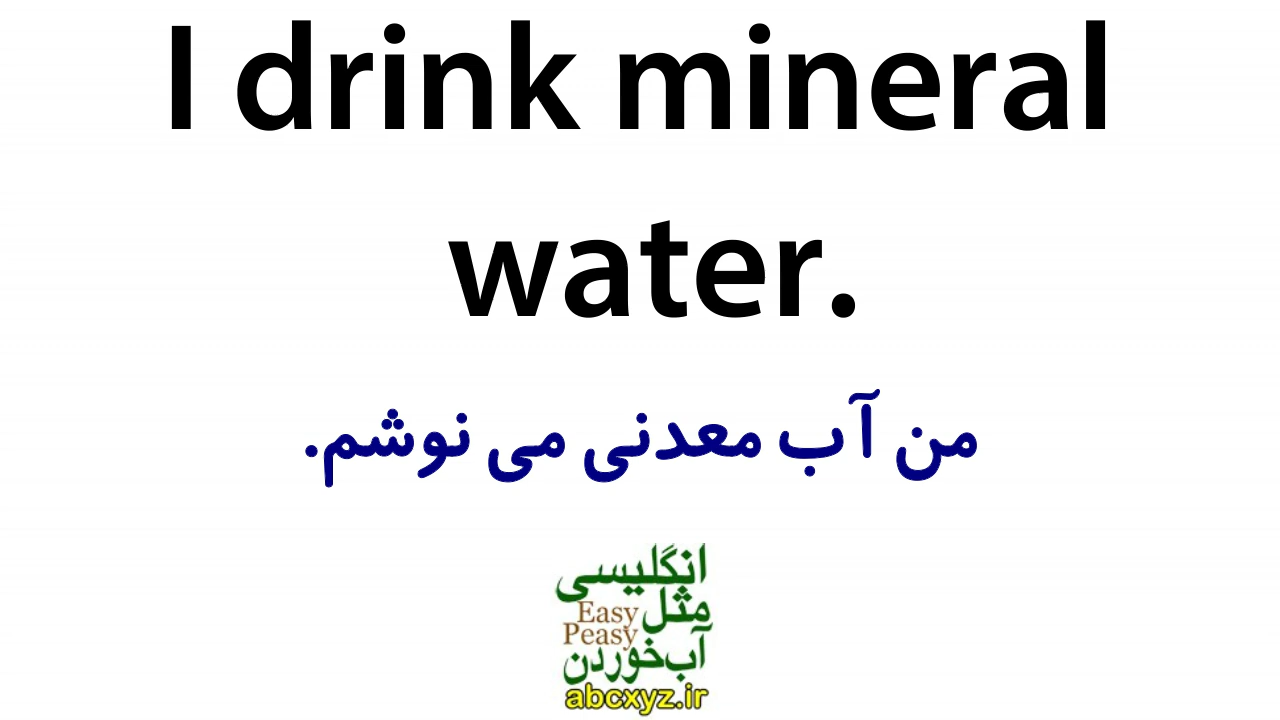 I drink mineral
water.
من آب معدنی می نوشم.
انگلیسی
مثل Easy
Peasy
آب خوردن
abcxyz.ir